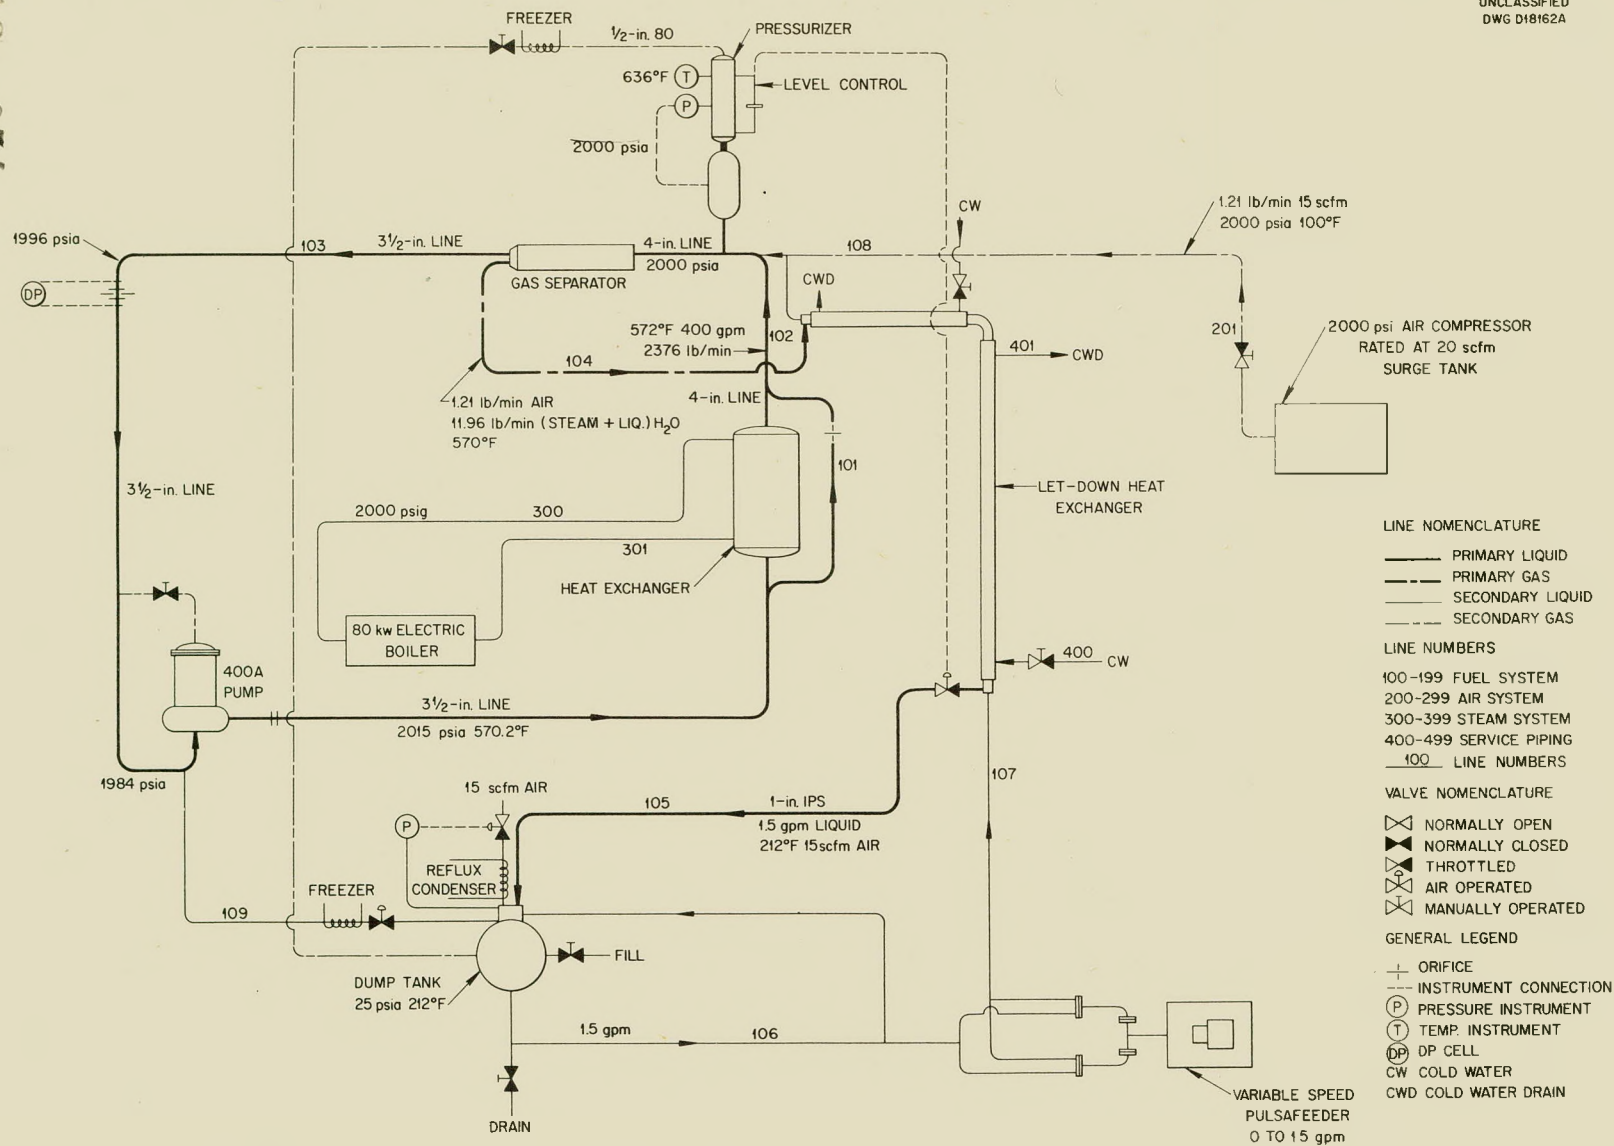 UNCLASSIFIED
DWG D18162A
FREEZER
1/2-in. 80
PRESSURIZER
636°F
T
LEVEL CONTROL
P
2000 psia
CW
1.21 lb/min 15 scfm
2000 psia 100°F
1996 psia
103
3 1/2-in. LINE
4-in. LINE
2000 psia
108
GAS SEPARATOR
CWD
DP
572°F 400 gpm
2376 lb/min
102
201
2000 psi AIR COMPRESSOR
RATED AT 20 scfm
SURGE TANK
401
CWD
104
1.21 lb/min AIR
11.96 lb/min (STEAM + LIQ.) H2O
570°F
4-in. LINE
101
3 1/2-in. LINE
LET-DOWN HEAT
EXCHANGER
2000 psig
300
301
HEAT EXCHANGER
80 kw ELECTRIC
BOILER
400A
PUMP
400
CW
3 1/2-in. LINE
2015 psia 570.2°F
1984 psia
107
15 scfm AIR
105
1-in. IPS
1.5 gpm LIQUID
212°F 15scfm AIR
P
REFLUX
CONDENSER
FREEZER
109
FILL
DUMP TANK
25 psia 212°F
1.5 gpm
106
DRAIN
VARIABLE SPEED
PULSAFEEDER
0 TO 15 gpm
LINE NOMENCLATURE
PRIMARY LIQUID
PRIMARY GAS
SECONDARY LIQUID
SECONDARY GAS
LINE NUMBERS
100-199 FUEL SYSTEM
200-299 AIR SYSTEM
300-399 STEAM SYSTEM
400-499 SERVICE PIPING
100 LINE NUMBERS
VALVE NOMENCLATURE
NORMALLY OPEN
NORMALLY CLOSED
THROTTLED
AIR OPERATED
MANUALLY OPERATED
GENERAL LEGEND
ORIFICE
INSTRUMENT CONNECTION
P PRESSURE INSTRUMENT
T TEMP. INSTRUMENT
DP DP CELL
CW COLD WATER
CWD COLD WATER DRAIN